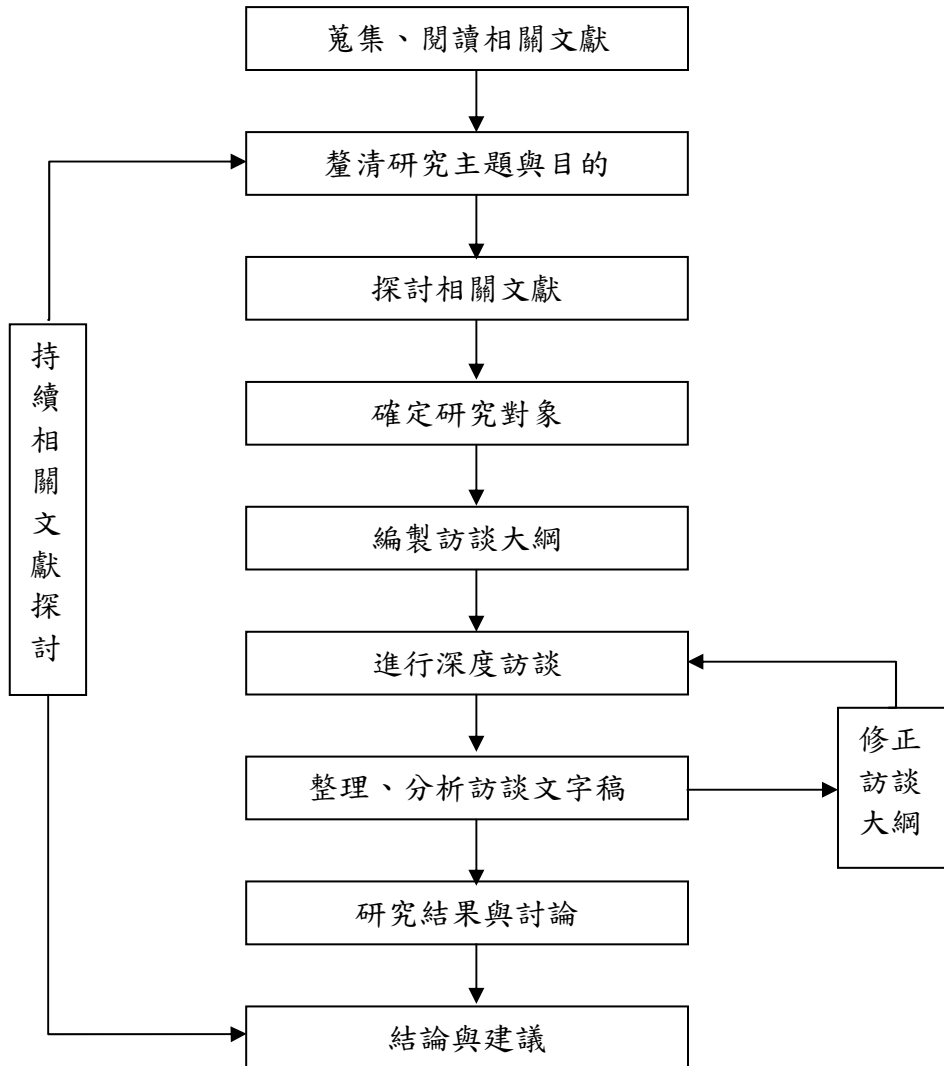 蒐集、閱讀相關文獻
釐清研究主題與目的
探討相關文獻
持續相關文獻探討
確定研究對象
編製訪談大綱
進行深度訪談
修正
訪談
大綱
整理、分析訪談文字稿
研究結果與討論
結論與建議